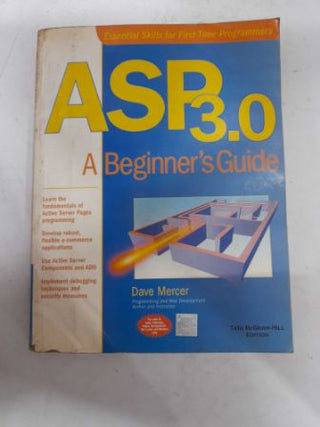 Essential Skills for First Time Programmers
ASP
3.0
A Beginner's Guide
Learn the
fundamentals of
Active Server Pages
programming
Develop robust,
flexible e-commerce
applications
Use Active Server
Components and ADO
Implement debugging
techniques and
security measures
Dave Mercer
Programming and Web Development
Author and Instructor
TATA MCGRAW-HILL
EDITION